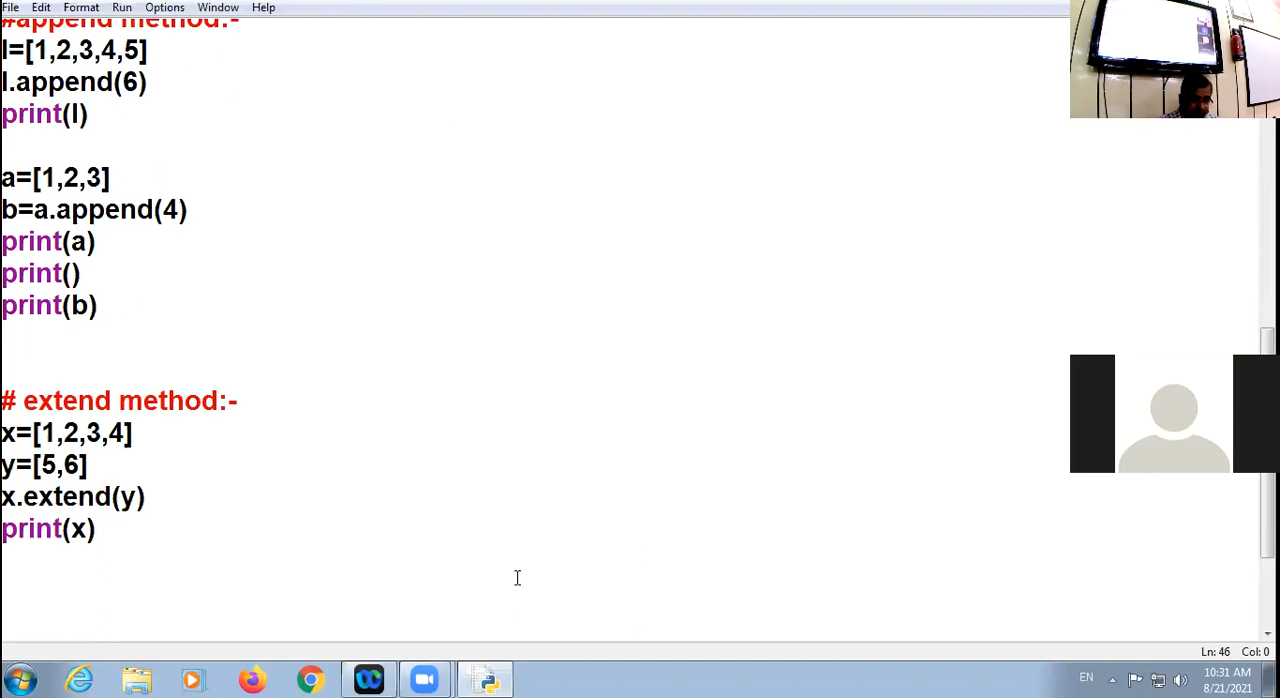 File Edit Format Run Options Window Help
#append method:-
l=[1,2,3,4,5]
l.append(6)
print(l)
a=[1,2,3]
b=a.append(4)
print(a)
print()
print(b)
# extend method:-
x=[1,2,3,4]
y=[5,6]
x.extend(y)
print(x)
Ln: 46 Col: 0
EN
10:31 AM
8/21/2021